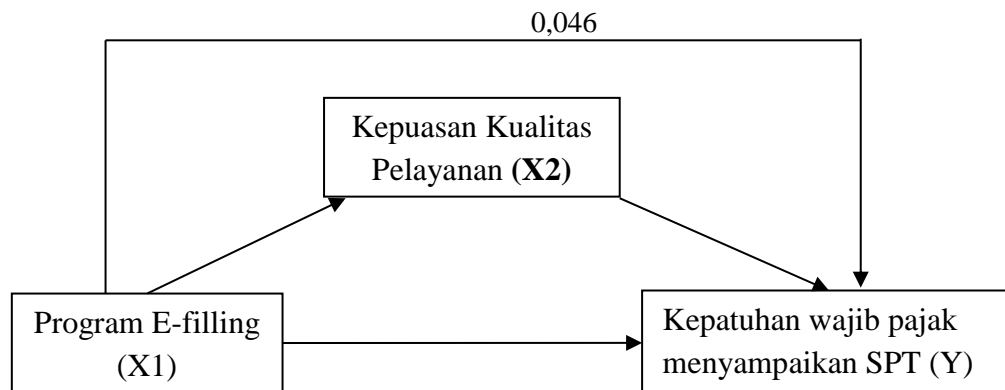 0,046
Kepuasan Kualitas
Pelayanan (X2)
Program E-filling
(X1)
Kepatuhan wajib pajak
menyampaikan SPT (Y)